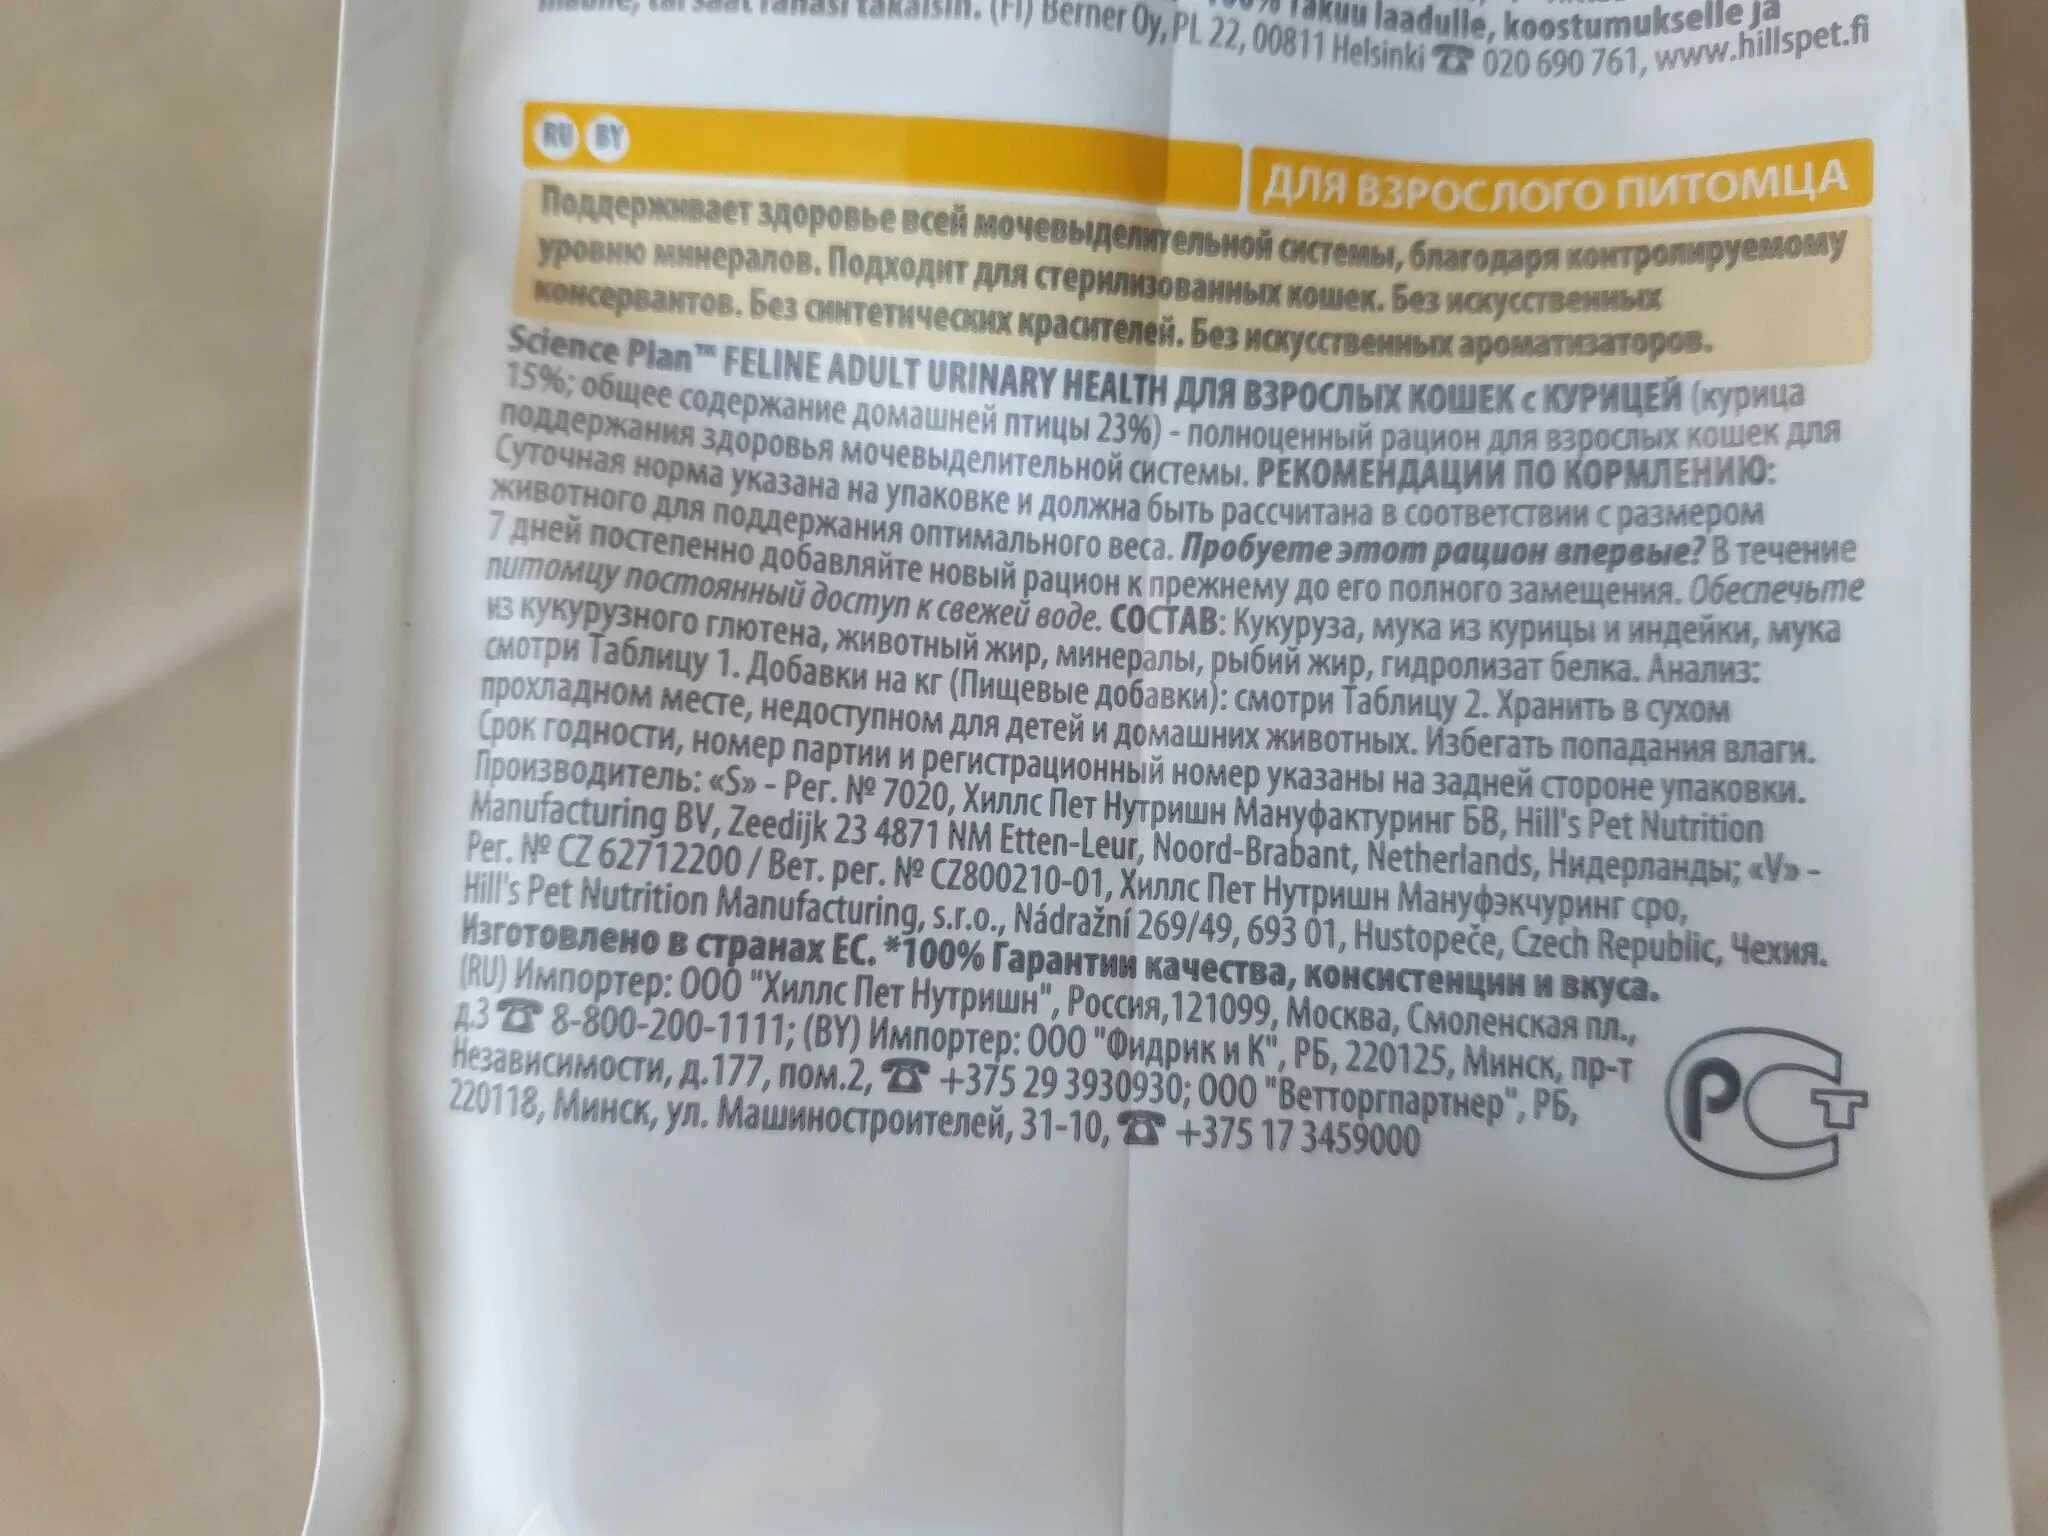 takaisin. (FI) Berner Oy, PL 22, 00811 Helsinki ☎ 020 690 761, www.hillspet.fi
takuu laadulle, koostumukselle ja
RU BY
ДЛЯ ВЗРОСЛОГО ПИТОМЦА
Поддерживает здоровье всей мочевыделительной системы, благодаря контролируемому
уровню минералов. Подходит для стерилизованных кошек. Без искусственных
консервантов. Без синтетических красителей. Без искусственных ароматизаторов.
Science Plan™ FELINE ADULT URINARY HEALTH ДЛЯ ВЗРОСЛЫХ КОШЕК с КУРИЦЕЙ (курица
15%; общее содержание домашней птицы 23%) - полноценный рацион для взрослых кошек для
поддержания здоровья мочевыделительной системы. РЕКОМЕНДАЦИИ ПО КОРМЛЕНИЮ:
Суточная норма указана на упаковке и должна быть рассчитана в соответствии с размером
животного для поддержания оптимального веса. Пробуете этот рацион впервые? В течение
7 дней постепенно добавляйте новый рацион к прежнему до его полного замещения. Обеспечьте
питомцу постоянный доступ к свежей воде. СОСТАВ: Кукуруза, мука из курицы и индейки, мука
из кукурузного глютена, животный жир, минералы, рыбий жир, гидролизат белка. Анализ:
смотри Таблицу 1. Добавки на кг (Пищевые добавки): смотри Таблицу 2. Хранить в сухом
прохладном месте, недоступном для детей и домашних животных. Избегать попадания влаги.
Срок годности, номер партии и регистрационный номер указаны на задней стороне упаковки.
Производитель: «S» - Рег. № 7020, Хиллс Пет Нутришн Мануфактуринг БВ, Hill's Pet Nutrition
Manufacturing BV, Zeedijk 23 4871 NM Etten-Leur, Noord-Brabant, Netherlands, Нидерланды; «V» -
Рег. № CZ 62712200 / Вет. рег. № CZ800210-01, Хиллс Пет Нутришн Мануфэкчуринг сро,
Hill's Pet Nutrition Manufacturing, s.r.o., Nádražní 269/49, 693 01, Hustopeče, Czech Republic, Чехия.
Изготовлено в странах ЕС. *100% Гарантии качества, консистенции и вкуса.
(RU) Импортер: ООО "Хиллс Пет Нутришн", Россия,121099, Москва, Смоленская пл.,
д.3 ☎ 8-800-200-1111; (BY) Импортер: ООО "Фидрик и К", РБ, 220125, Минск, пр-т
Независимости, д.177, пом.2, ☎ +375 29 3930930; ООО "Ветторгпартнер", РБ,
220118, Минск, ул. Машиностроителей, 31-10, ☎ +375 17 3459000
РСТ